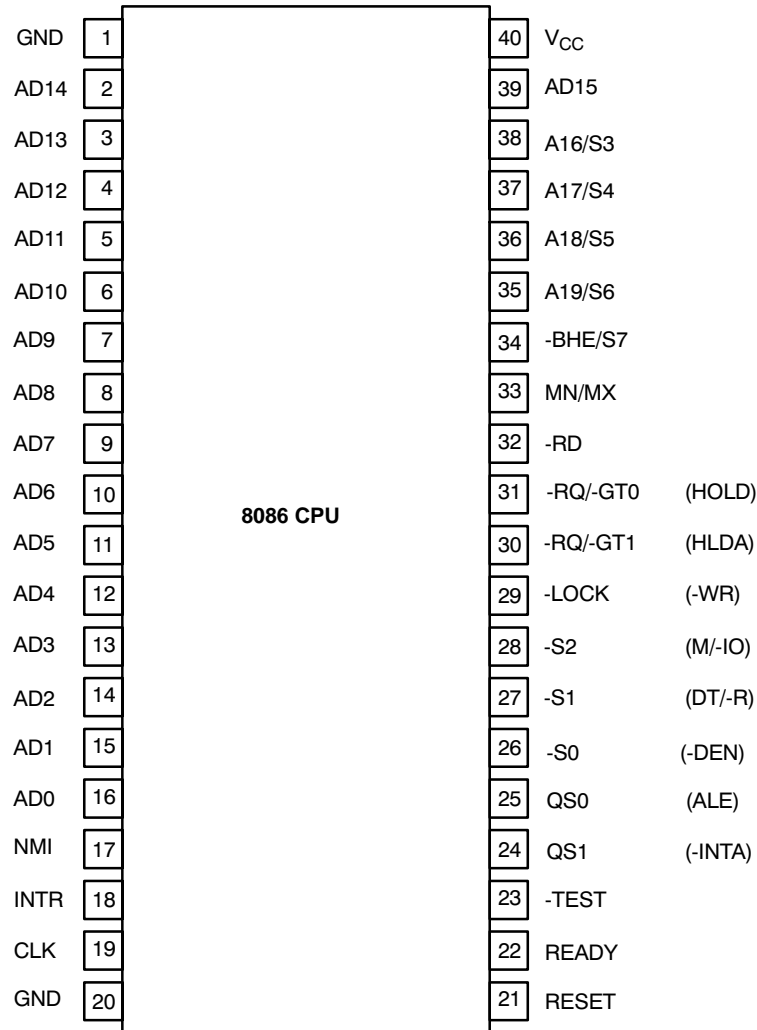 GND 1 40 VCC
AD14 2 39 AD15
AD13 3 38 A16/S3
AD12 4 37 A17/S4
AD11 5 36 A18/S5
AD10 6 35 A19/S6
AD9 7 34 -BHE/S7
AD8 8 33 MN/MX
AD7 9 32 -RD
AD6 10 31 -RQ/-GT0 (HOLD)
8086 CPU
AD5 11 30 -RQ/-GT1 (HLDA)
AD4 12 29 -LOCK (-WR)
AD3 13 28 -S2 (M/-IO)
AD2 14 27 -S1 (DT/-R)
AD1 15 26 -S0 (-DEN)
AD0 16 25 QS0 (ALE)
NMI 17 24 QS1 (-INTA)
INTR 18 23 -TEST
CLK 19 22 READY
GND 20 21 RESET